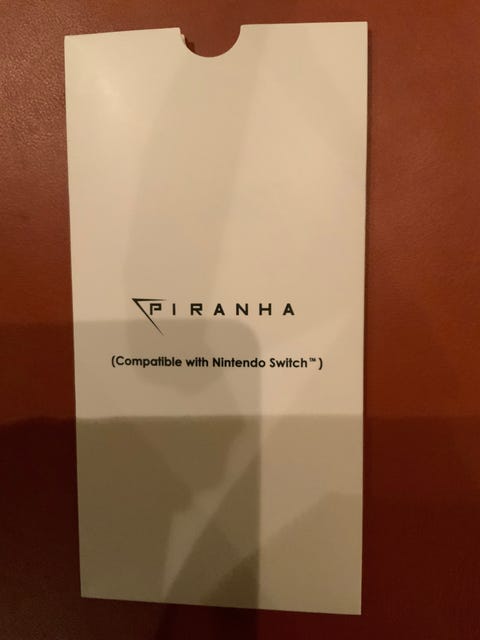 PIRANHA
(Compatible with Nintendo Switch™)